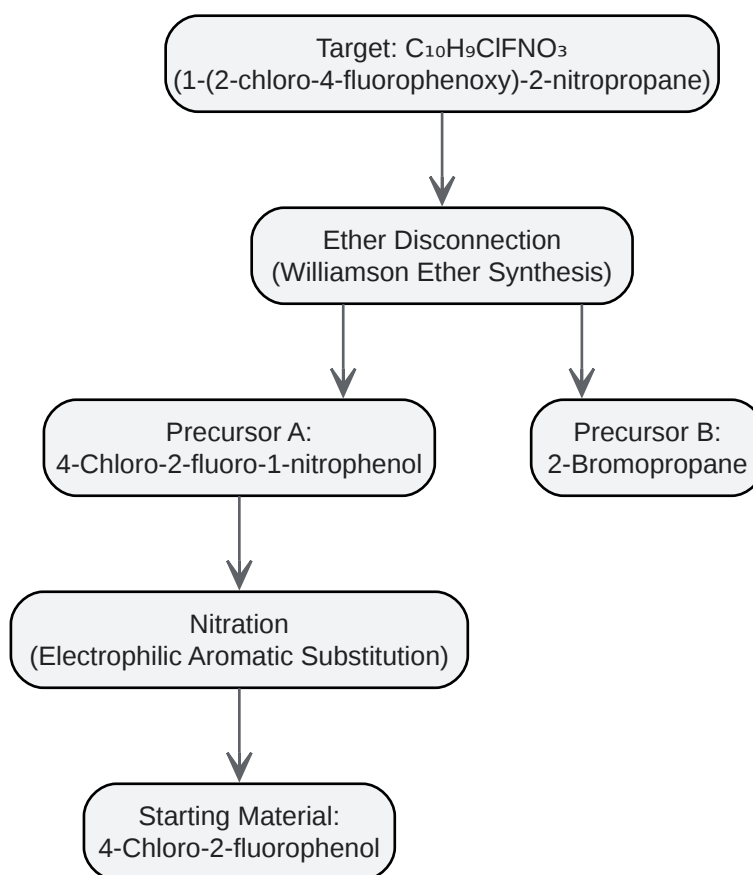 Target: C₁₀H₉ClFNO₃
(1-(2-chloro-4-fluorophenoxy)-2-nitropropane)
Ether Disconnection
(Williamson Ether Synthesis)
Precursor A:
4-Chloro-2-fluoro-1-nitrophenol
Precursor B:
2-Bromopropane
Nitration
(Electrophilic Aromatic Substitution)
Starting Material:
4-Chloro-2-fluorophenol